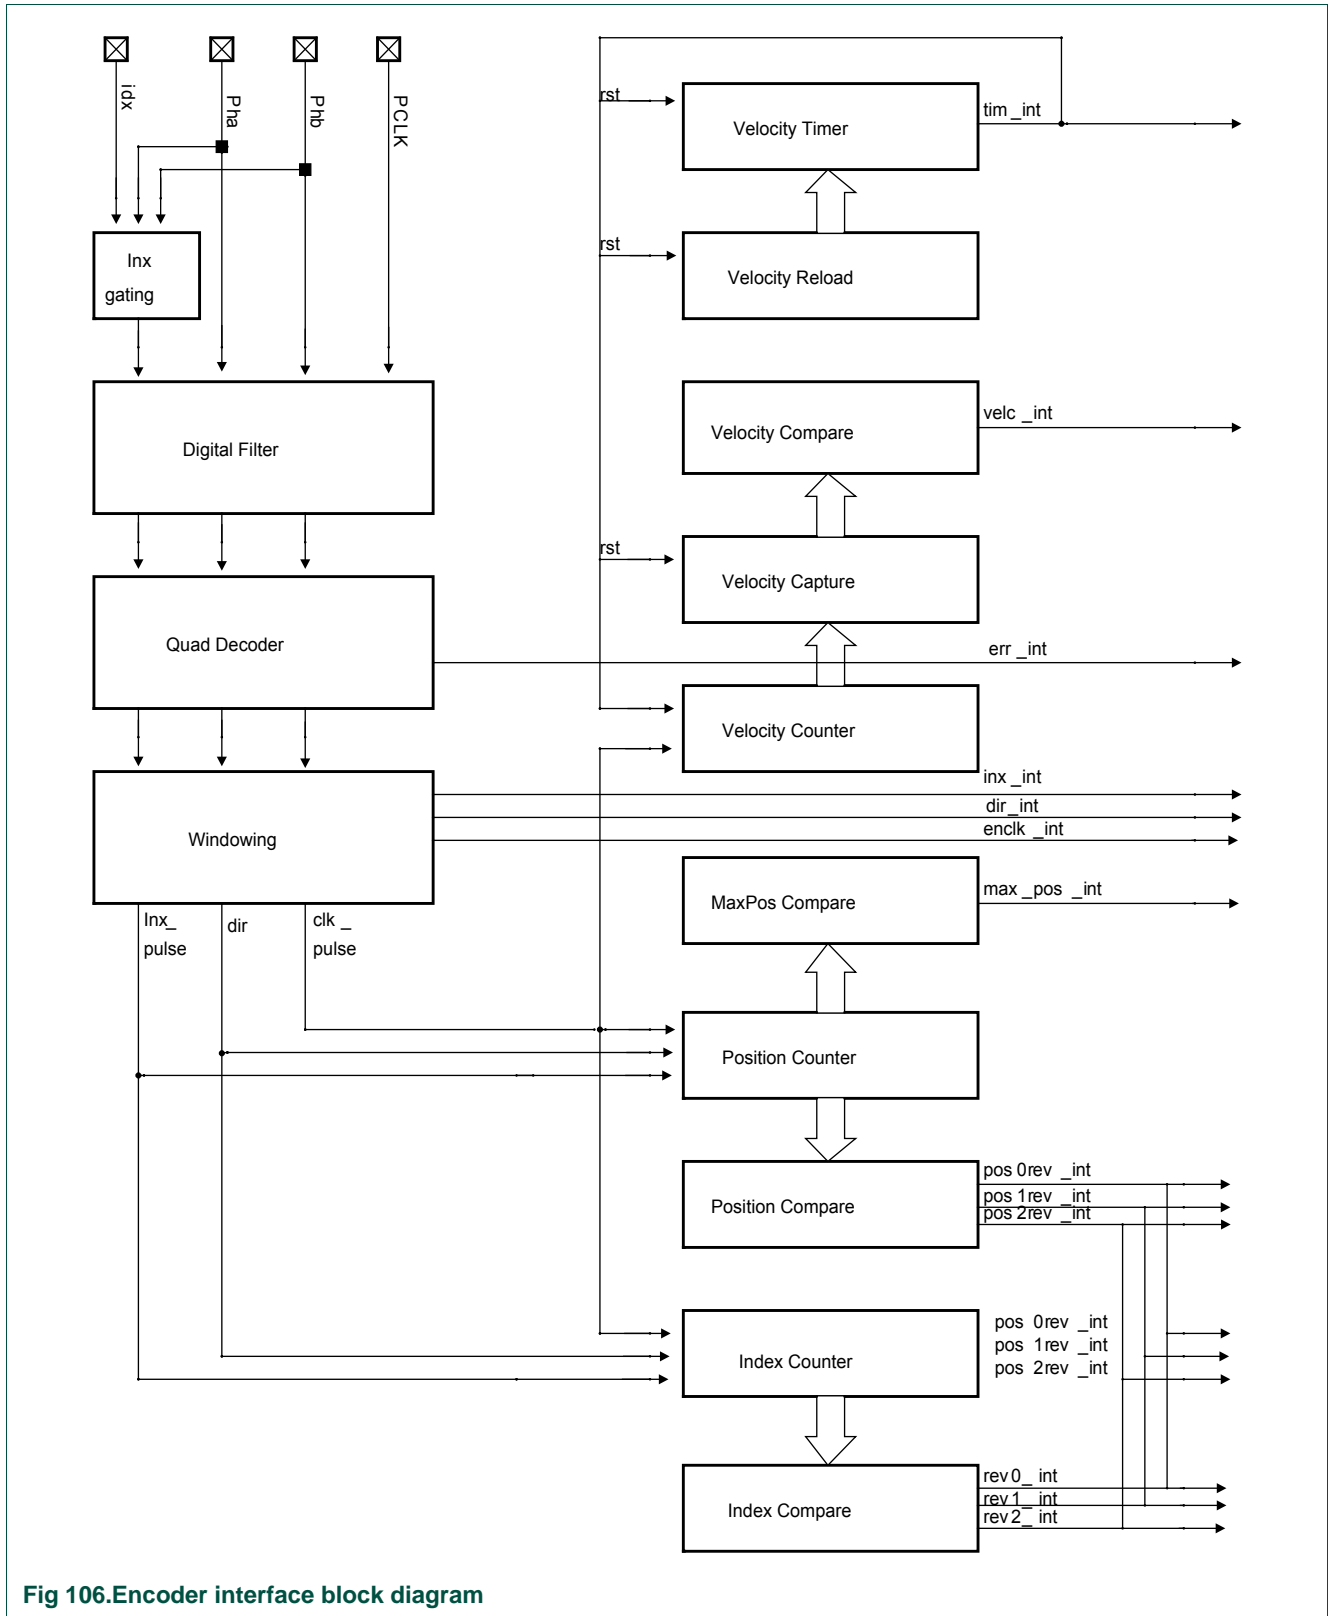 idx
Pha
Phb
PCLK
Inx
gating
Digital Filter
Quad Decoder
Windowing
Inx_
pulse
dir
clk _
pulse
rst
Velocity Timer
tim _int
rst
Velocity Reload
Velocity Compare
velc _int
rst
Velocity Capture
err _int
Velocity Counter
inx _int
dir _int
enclk _int
MaxPos Compare
max _pos _int
Position Counter
Position Compare
pos 0rev _int
pos 1rev _int
pos 2rev _int
Index Counter
pos 0rev _int
pos 1rev _int
pos 2rev _int
Index Compare
rev 0_ int
rev 1_ int
rev 2_ int
Fig 106.Encoder interface block diagram